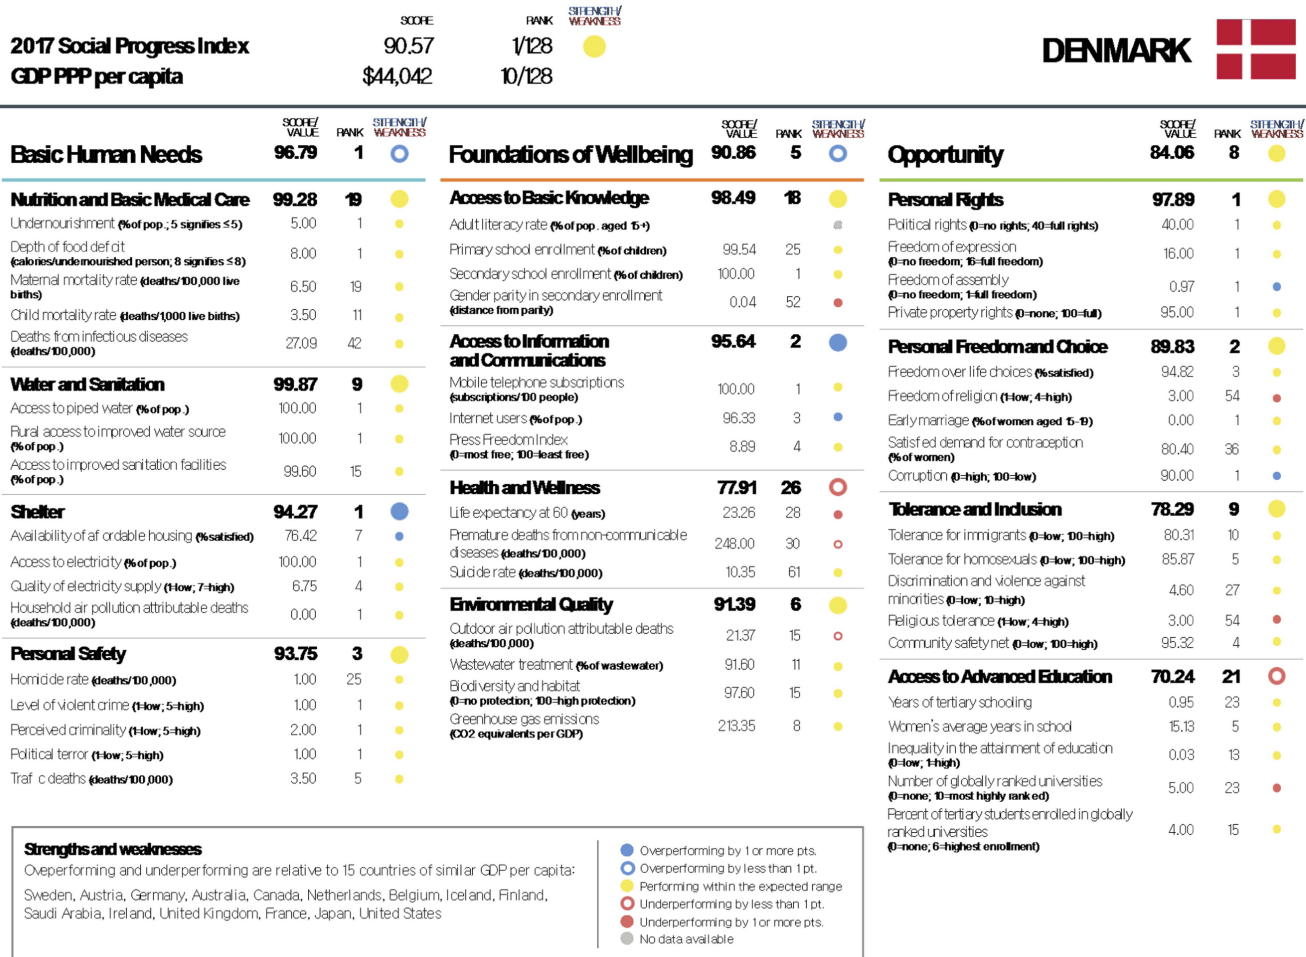 SCORE RANK STRENGTH/ WEAKNESS
2017 Social Progress Index 90.57 1/128
GDP PPP per capita $44,042 10/128
DENMARK
SCORE/ VALUE RANK STRENGTH/ WEAKNESS
Basic Human Needs 96.79 1
Nutrition and Basic Medical Care 99.28 19
Undernourishment (% of pop.; 5 signifies ≤ 5) 5.00 1
Depth of food def cit
(calories/undernourished person; 8 signifies ≤ 8) 8.00 1
Maternal mortality rate (deaths/100,000 live
births) 6.50 19
Child mortality rate (deaths/1,000 live births) 3.50 11
Deaths from infectious diseases
(deaths/100,000) 27.09 42
Water and Sanitation 99.87 9
Access to piped water (% of pop.) 100.00 1
Rural access to improved water source
(% of pop.) 100.00 1
Access to improved sanitation facilities
(% of pop.) 99.60 15
Shelter 94.27 1
Availability of af ordable housing (% satisfied) 76.42 7
Access to electricity (% of pop.) 100.00 1
Quality of electricity supply (1=low; 7=high) 6.75 4
Household air pollution attributable deaths
(deaths/100,000) 0.00 1
Personal Safety 93.75 3
Homicide rate (deaths/100,000) 1.00 25
Level of violent crime (1=low; 5=high) 1.00 1
Perceived criminality (1=low; 5=high) 2.00 1
Political terror (1=low; 5=high) 1.00 1
Traf c deaths (deaths/100,000) 3.50 5
SCORE/ VALUE RANK STRENGTH/ WEAKNESS
Foundations of Wellbeing 90.86 5
Access to Basic Knowledge 98.49 18
Adult literacy rate (% of pop. aged 15+)
Primary school enrollment (% of children) 99.54 25
Secondary school enrollment (% of children) 100.00 1
Gender parity in secondary enrollment
(distance from parity) 0.04 52
Access to Information
and Communications 95.64 2
Mobile telephone subscriptions
(subscriptions/100 people) 100.00 1
Internet users (% of pop.) 96.33 3
Press Freedom Index
(0=most free; 100=least free) 8.89 4
Health and Wellness 77.91 26
Life expectancy at 60 (years) 23.26 28
Premature deaths from non-communicable
diseases (deaths/100,000) 248.00 30
Suicide rate (deaths/100,000) 10.35 61
Environmental Quality 91.39 6
Outdoor air pollution attributable deaths
(deaths/100,000) 21.37 15
Wastewater treatment (% of wastewater) 91.60 11
Biodiversity and habitat
(0=no protection; 100=high protection) 97.60 15
Greenhouse gas emissions
(CO2 equivalents per GDP) 213.35 8
SCORE/ VALUE RANK STRENGTH/ WEAKNESS
Opportunity 84.06 8
Personal Rights 97.89 1
Political rights (0=no rights; 40=full rights) 40.00 1
Freedom of expression
(0=no freedom; 16=full freedom) 16.00 1
Freedom of assembly
(0=no freedom; 1=full freedom) 0.97 1
Private property rights (0=none; 100=full) 95.00 1
Personal Freedom and Choice 89.83 2
Freedom over life choices (% satisfied) 94.82 3
Freedom of religion (1=low; 4=high) 3.00 54
Early marriage (% of women aged 15-19) 0.00 1
Satisf ed demand for contraception
(% of women) 80.40 36
Corruption (0=high; 100=low) 90.00 1
Tolerance and Inclusion 78.29 9
Tolerance for immigrants (0=low; 100=high) 80.31 10
Tolerance for homosexuals (0=low; 100=high) 85.87 5
Discrimination and violence against
minorities (0=low; 10=high) 4.60 27
Religious tolerance (1=low; 4=high) 3.00 54
Community safety net (0=low; 100=high) 95.32 4
Access to Advanced Education 70.24 21
Years of tertiary schooling 0.95 23
Women's average years in school 15.13 5
Inequality in the attainment of education
(0=low; 1=high) 0.03 13
Number of globally ranked universities
(0=none; 10=most highly ranked) 5.00 23
Percent of tertiary students enrolled in globally
ranked universities
(0=none; 6=highest enrollment) 4.00 15
Strengths and weaknesses
Oveperforming and underperforming are relative to 15 countries of similar GDP per capita:
Sweden, Austria, Germany, Australia, Canada, Netherlands, Belgium, Iceland, Finland,
Saudi Arabia, Ireland, United Kingdom, France, Japan, United States
Overperforming by 1 or more pts.
Overperforming by less than 1 pt.
Performing within the expected range
Underperforming by less than 1 pt.
Underperforming by 1 or more pts.
No data available